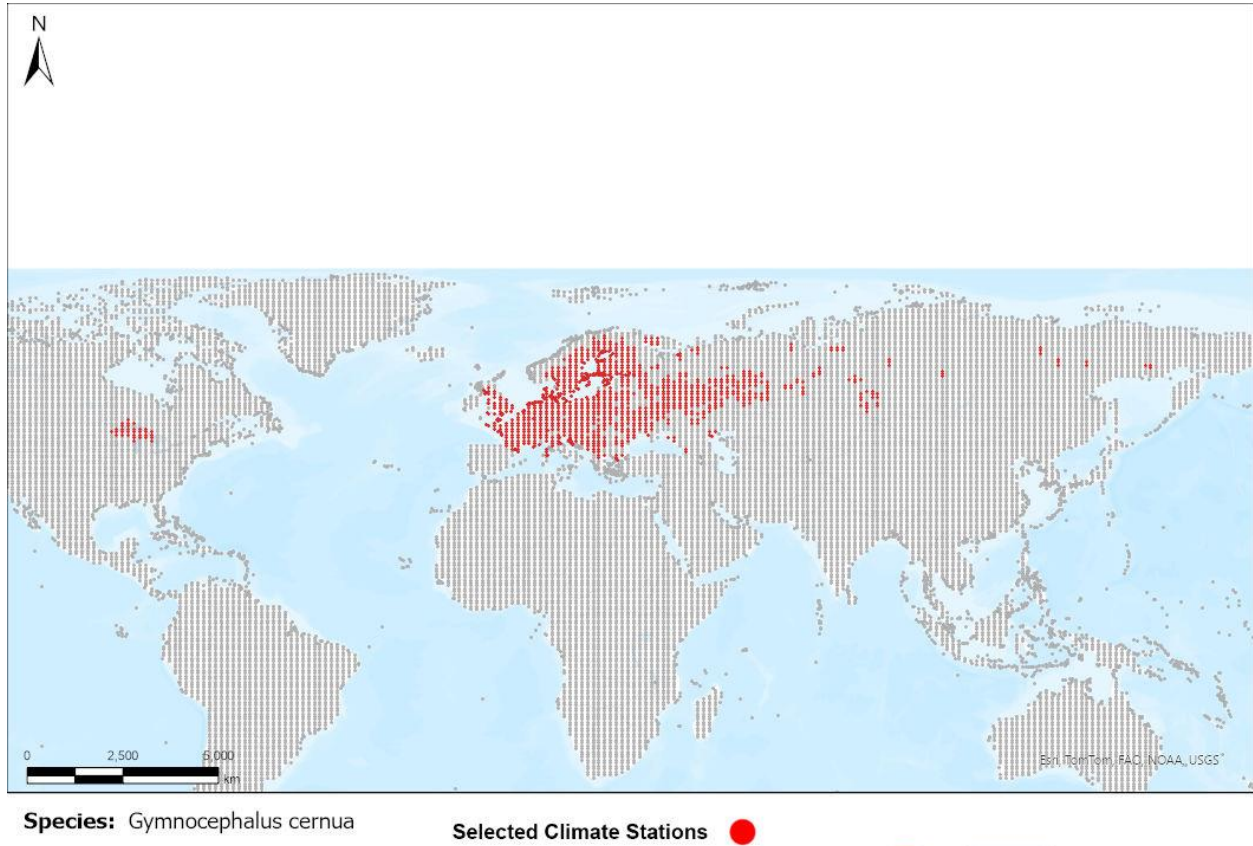 N
0 2,500 5,000
km
Esri, TomTom, FAO, NOAA, USGS
Species: Gymnocephalus cernua
Selected Climate Stations